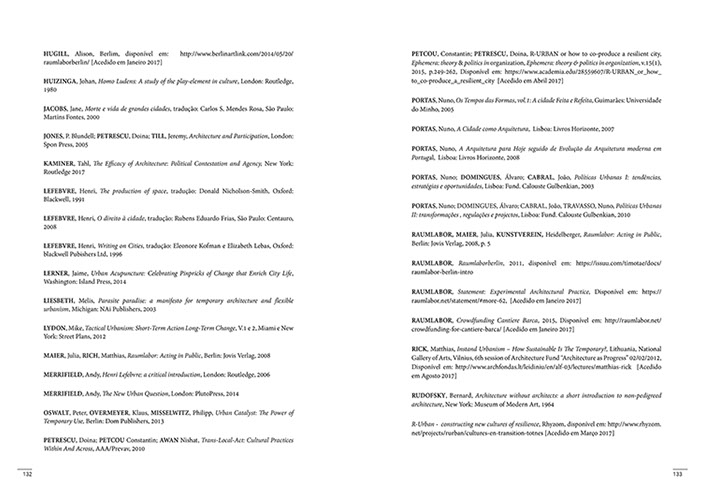 HUGILL, Alison, Berlim, disponível em: http://www.berlinartlink.com/2014/05/20/
raumlaborberlin/ [Acedido em Janeiro 2017]
HUIZINGA, Johan, Homo Ludens: A study of the play-element in culture, London: Routledge,
1980
JACOBS, Jane, Morte e vida de grandes cidades, tradução: Carlos S. Mendes Rosa, São Paulo:
Martins Fontes, 2000
JONES, P. Blundell; PETRESCU, Doina; TILL, Jeremy, Architecture and Participation, London:
Spon Press, 2005
KAMINER, Tahl, The Efficacy of Architecture: Political Contestation and Agency, New York:
Routledge 2017
LEFEBVRE, Henri, The production of space, tradução: Donald Nicholson-Smith, Oxford:
Blackwell, 1991
LEFEBVRE, Henri, O direito à cidade, tradução: Rubens Eduardo Frias, São Paulo: Centauro,
2008
LEFEBVRE, Henri, Writing on Cities, tradução: Eleonore Kofman e Elizabeth Lebas, Oxford:
blackwell Pubishers Ltd, 1996
LERNER, Jaime, Urban Acupuncture: Celebrating Pinpricks of Change that Enrich City Life,
Washington: Island Press, 2014
LIESBETH, Melis, Parasite paradise: a manifesto for temporary architecture and flexible
urbanism, Michigan: NAi Publishers, 2003
LYDON, Mike, Tactical Urbanism: Short-Term Action Long-Term Change, V.1 e 2, Miami e New
York: Street Plans, 2012
MAIER, Julia, RICH, Matthias, Raumlabor: Acting in Public, Berlin: Jovis Verlag, 2008
MERRIFIELD, Andy, Henri Lefebvre: a critical introduction, London: Routledge, 2006
MERRIFIELD, Andy, The New Urban Question, London: PlutoPress, 2014
OSWALT, Peter, OVERMEYER, Klaus, MISSELWITZ, Philipp, Urban Catalyst: The Power of
Temporary Use, Berlin: Dom Publishers, 2013
PETRESCU, Doina; PETCOU Constantin; AWAN Nishat, Trans-Local-Act: Cultural Practices
Within And Across, AAA/Prevav, 2010
132
PETCOU, Constantin; PETRESCU, Doina, R-URBAN or how to co-produce a resilient city,
Ephemera: theory & politics in organization, Ephemera: theory & politics in organization, v.15(1),
2015, p.249-262, Disponível em: https://www.academia.edu/28559607/R-URBAN_or_how_
to_co-produce_a_resilient_city [Acedido em Abril 2017]
PORTAS, Nuno, Os Tempos das Formas, vol.1: A cidade Feita e Refeita, Guimarães: Universidade
do Minho, 2005
PORTAS, Nuno, A Cidade como Arquitetura, Lisboa: Livros Horizonte, 2007
PORTAS, Nuno, A Arquitetura para Hoje seguido de Evolução da Arquitetura moderna em
Portugal, Lisboa: Livros Horizonte, 2008
PORTAS, Nuno; DOMINGUES, Álvaro; CABRAL, João, Políticas Urbanas I: tendências,
estratégias e oportunidades, Lisboa: Fund. Calouste Gulbenkian, 2003
PORTAS, Nuno; DOMINGUES, Álvaro; CABRAL, João, TRAVASSO, Nuno, Políticas Urbanas
II: transformações , regulações e projectos, Lisboa: Fund. Calouste Gulbenkian, 2010
RAUMLABOR, MAIER, Julia, KUNSTVEREIN, Heidelberger, Raumlabor: Acting in Public,
Berlin: Jovis Verlag, 2008, p. 5
RAUMLABOR, Raumlaborberlin, 2011, disponível em: https://issuu.com/timotae/docs/
raumlabor-berlin-intro
RAUMLABOR, Statement: Experimental Architectural Practice, Disponível em: https://
raumlabor.net/statement/#more-62, [Acedido em Janeiro 2017]
RAUMLABOR, Crowdfunding Cantiere Barca, 2013, Disponível em: http://raumlabor.net/
crowdfunding-for-cantiere-barca/ [Acedido em Janeiro 2017]
RICK, Matthias, Instand Urbanism – How Sustainable Is The Temporary?, Lithuania, National
Gallery of Arts, Vilnius, 6th session of Architecture Fund "Architecture as Progress" 02/02/2012,
Disponível em: http://www.archfondas.lt/leidinio/en/alf-03/lectures/matthias-rick [Acedido
em Agosto 2017]
RUDOFSKY, Bernard, Architecture without architects: a short introduction to non-pedigreed
architecture, New York: Museum of Modern Art, 1964
R-Urban - constructing new cultures of resilience, Rhyzom, disponível em: http://www.rhyzom.
net/projects/rurban/cultures-en-transition-totnes [Acedido em Março 2017]
133